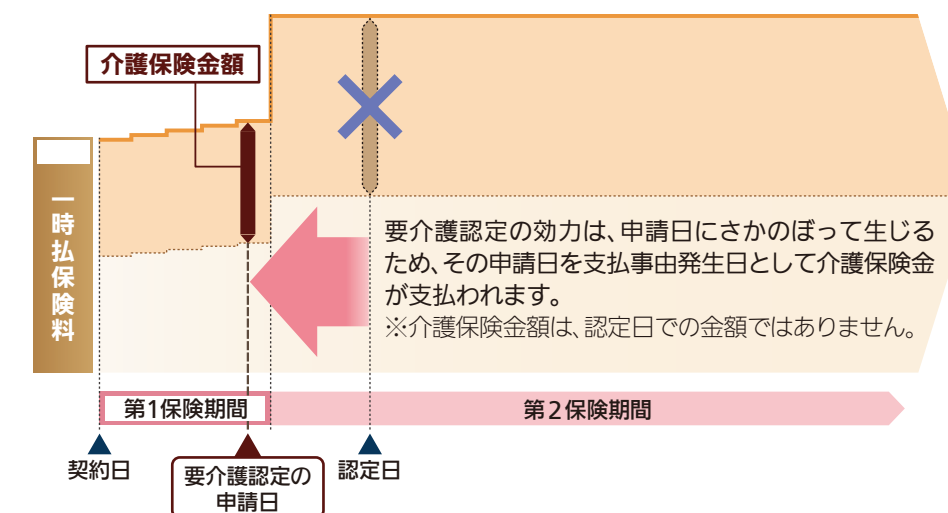 介護保険金額
一時払保険料
要介護認定の効力は、申請日にさかのぼって生じる
ため、その申請日を支払事由発生日として介護保険金
が支払われます。
※介護保険金額は、認定日での金額ではありません。
第1保険期間
第2保険期間
契約日
要介護認定の
申請日
認定日